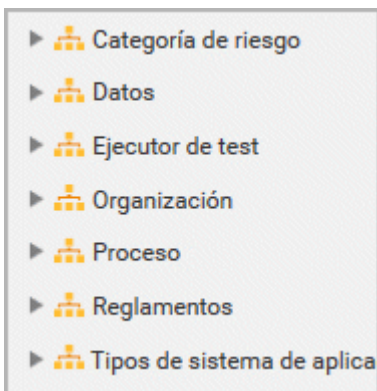 Categoría de riesgo
Datos
Ejecutor de test
Organización
Proceso
Reglamentos
Tipos de sistema de aplica